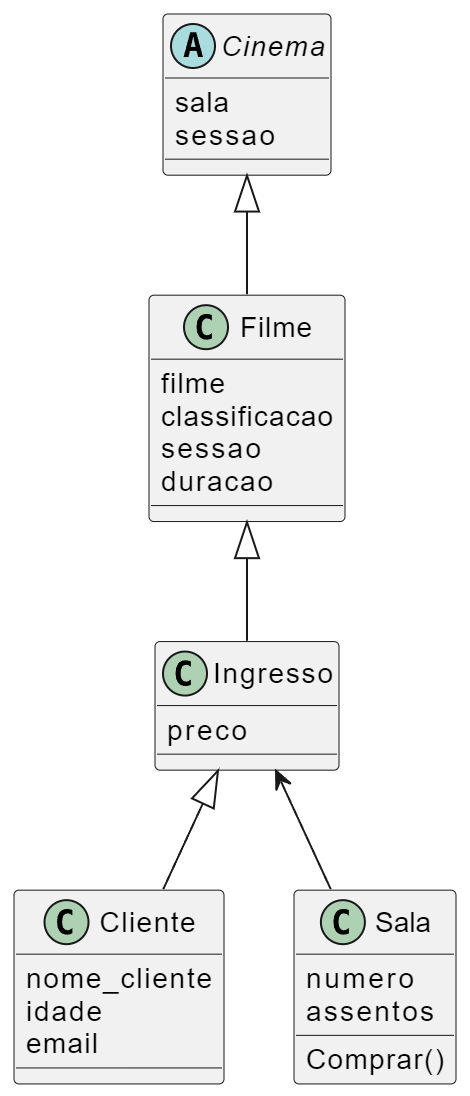 A Cinema
sala
sessao
C Filme
filme
classificacao
sessao
duracao
C Ingresso
preco
C Cliente
nome_cliente
idade
email
C Sala
numero
assentos
Comprar()